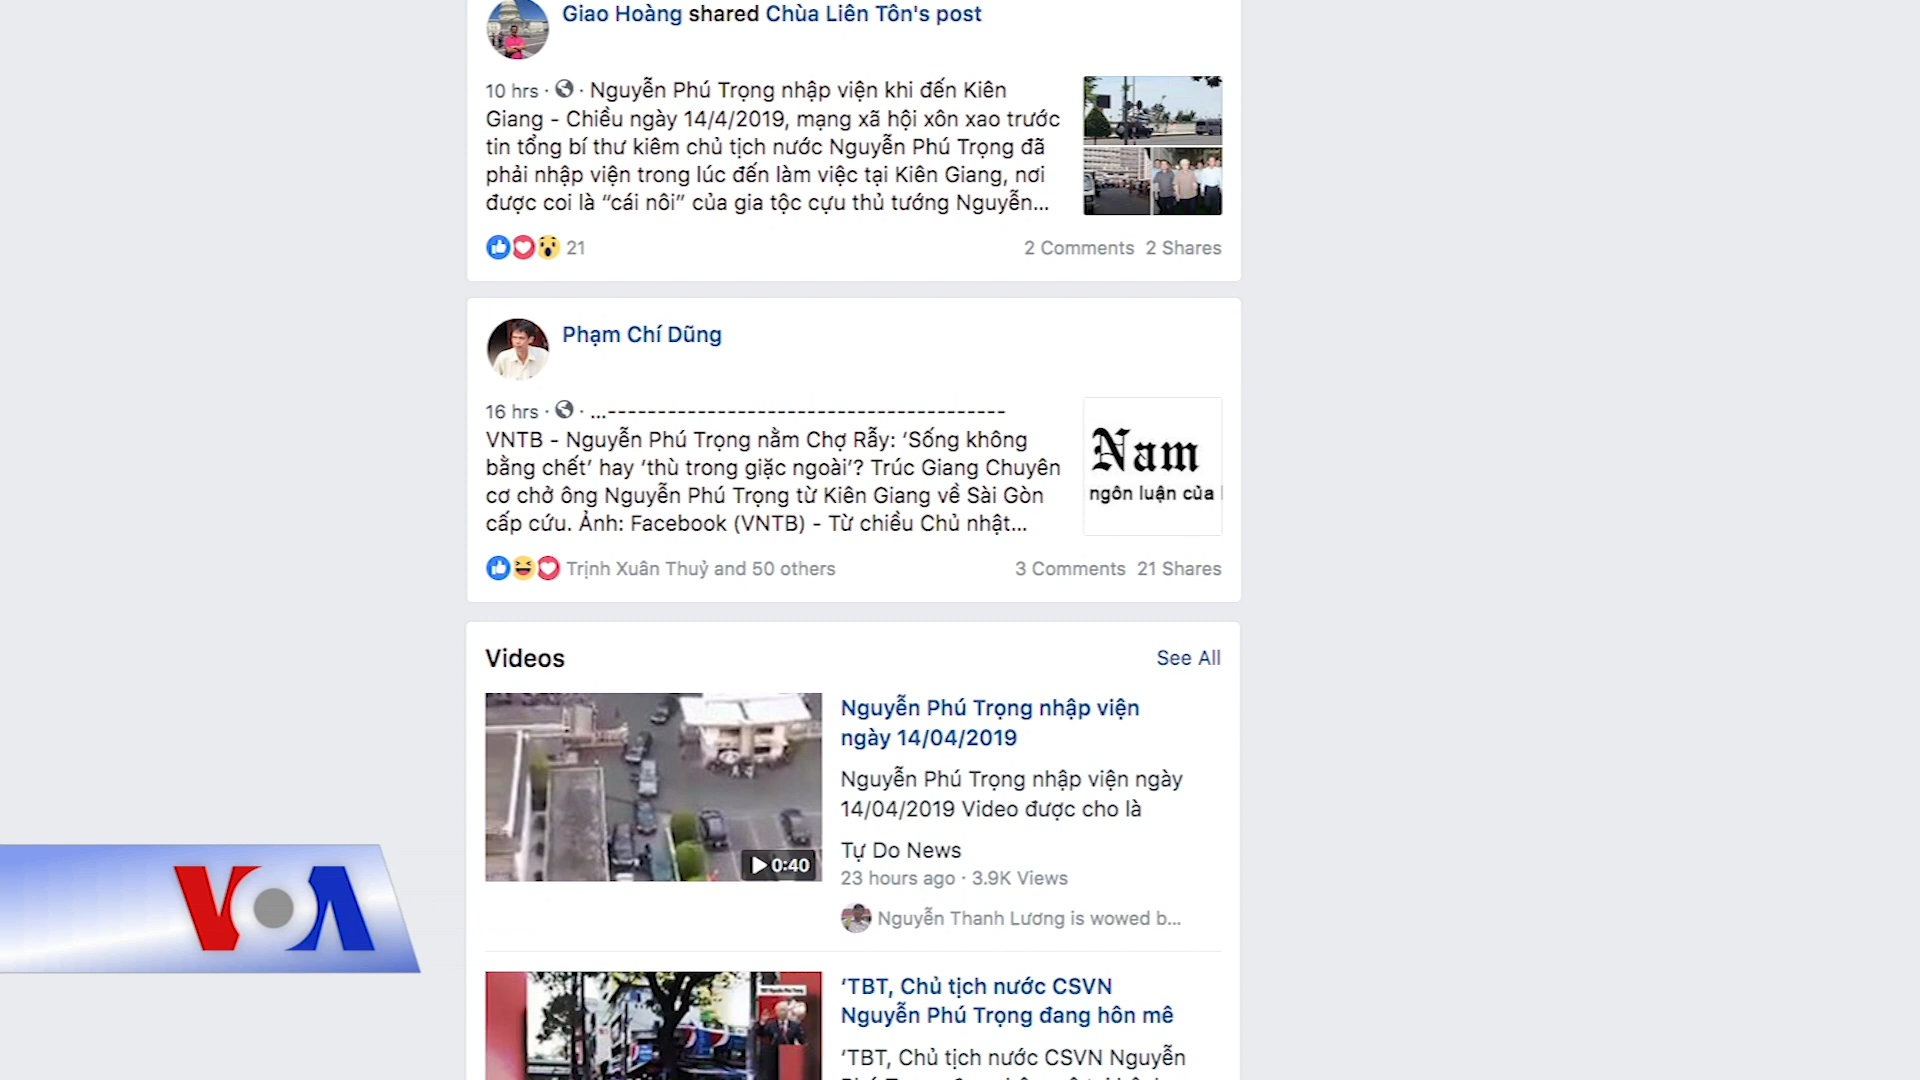 Giao Hoàng shared Chùa Liên Tôn's post
10 hrs · · Nguyễn Phú Trọng nhập viện khi đến Kiên
Giang - Chiều ngày 14/4/2019, mạng xã hội xôn xao trước
tin tổng bí thư kiêm chủ tịch nước Nguyễn Phú Trọng đã
phải nhập viện trong lúc đến làm việc tại Kiên Giang, nơi
được coi là “cái nôi” của gia tộc cựu thủ tướng Nguyễn...
21
2 Comments 2 Shares
Phạm Chí Dũng
16 hrs · · ...----------------------------------------
VNTB - Nguyễn Phú Trọng nằm Chợ Rẫy: ‘Sống không
bằng chết’ hay ‘thù trong giặc ngoài’? Trúc Giang Chuyên
cơ chở ông Nguyễn Phú Trọng từ Kiên Giang về Sài Gòn
cấp cứu. Ảnh: Facebook (VNTB) - Từ chiều Chủ nhật...
Nam
ngôn luận của
Trịnh Xuân Thuỷ and 50 others
3 Comments 21 Shares
Videos
See All
0:40
Nguyễn Phú Trọng nhập viện
ngày 14/04/2019
Nguyễn Phú Trọng nhập viện ngày
14/04/2019 Video được cho là
Tự Do News
23 hours ago · 3.9K Views
Nguyễn Thanh Lương is wowed b...
VOA
‘TBT, Chủ tịch nước CSVN
Nguyễn Phú Trọng đang hôn mê
‘TBT, Chủ tịch nước CSVN Nguyễn